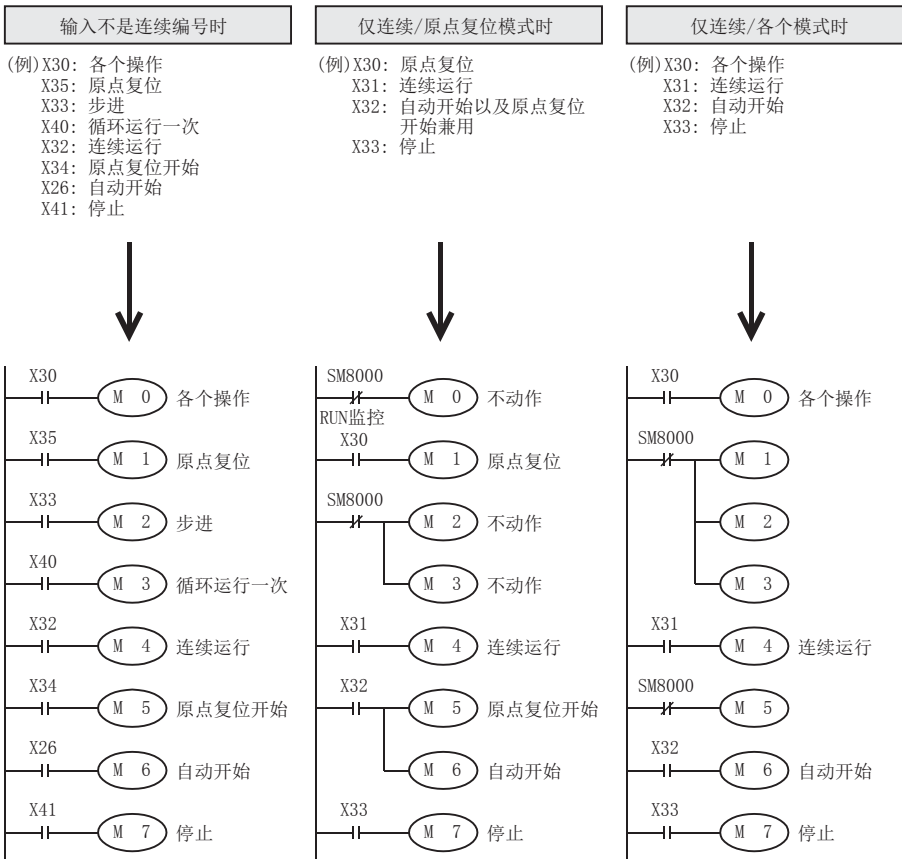 输入不是连续编号时
(例)X30: 各个操作
X35: 原点复位
X33: 步进
X40: 循环运行一次
X32: 连续运行
X34: 原点复位开始
X26: 自动开始
X41: 停止
X30
M 0 各个操作
X35
M 1 原点复位
X33
M 2 步进
X40
M 3 循环运行一次
X32
M 4 连续运行
X34
M 5 原点复位开始
X26
M 6 自动开始
X41
M 7 停止
仅连续/原点复位模式时
(例)X30: 原点复位
X31: 连续运行
X32: 自动开始以及原点复位
开始兼用
X33: 停止
SM8000
M 0 不动作
RUN监控
X30
M 1 原点复位
SM8000
M 2 不动作
M 3 不动作
X31
M 4 连续运行
X32
M 5 原点复位开始
M 6 自动开始
X33
M 7 停止
仅连续/各个模式时
(例)X30: 各个操作
X31: 连续运行
X32: 自动开始
X33: 停止
X30
M 0 各个操作
SM8000
M 1
M 2
M 3
X31
M 4 连续运行
SM8000
M 5
X32
M 6 自动开始
X33
M 7 停止